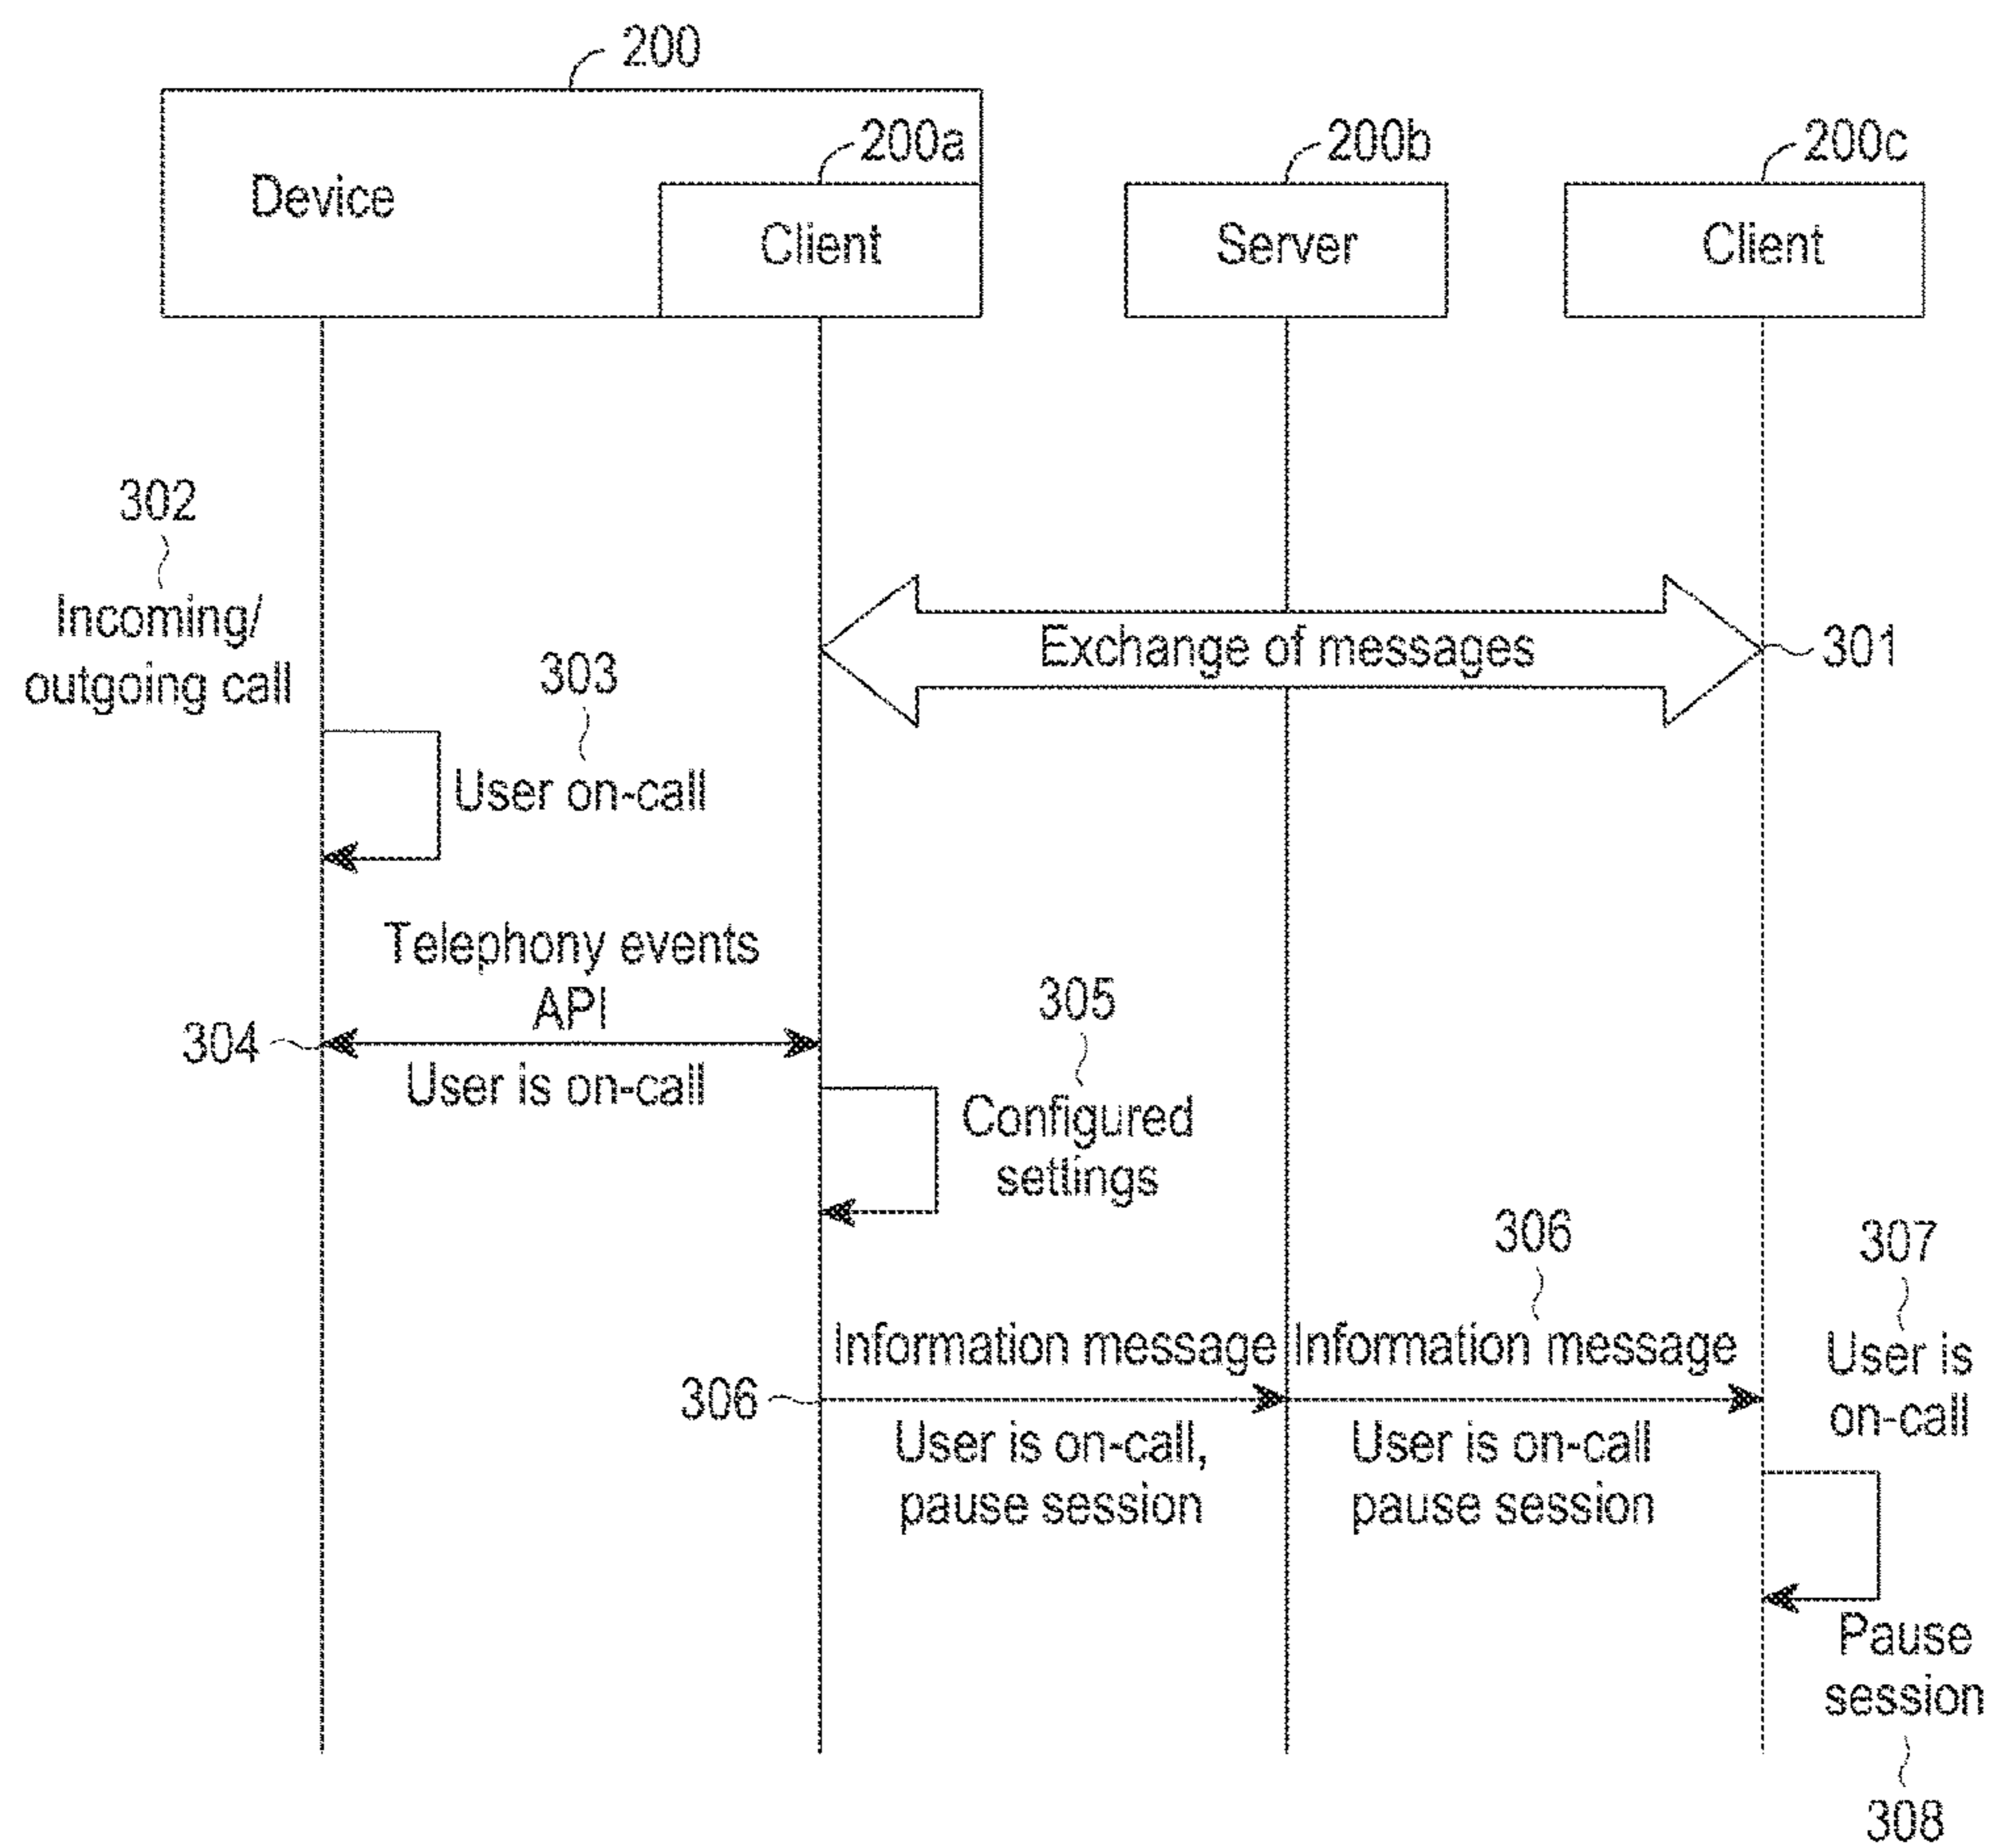 200
200a
200b
200c
Device
Client
Server
Client
302
Incoming/
outgoing call
Exchange of messages
301
303
User on-call
Telephony events
API
304
User is on-call
305
Configured
setlings
306
307
Information message
Information message
User is
on-call
306
User is on-call,
pause session
User is on-call
pause session
Pause
session
308